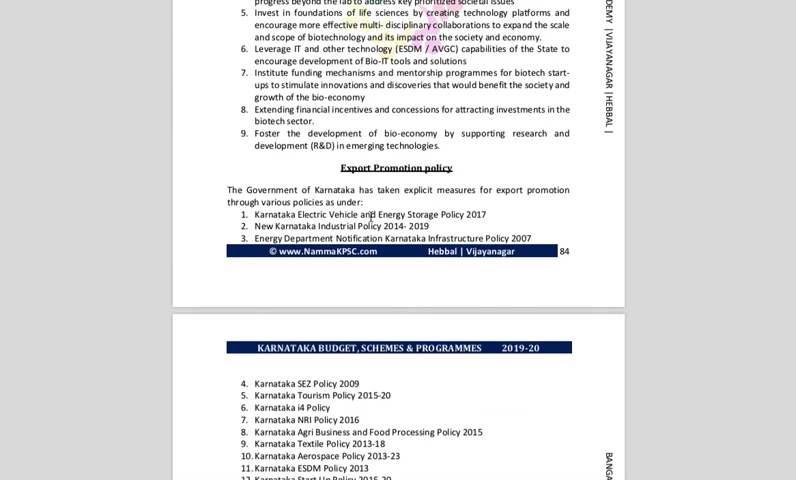 progress beyond the lab to address key prioritized societal issues
5. Invest in foundations of life sciences by creating technology platforms and
encourage more effective multi- disciplinary collaborations to expand the scale
and scope of biotechnology and its impact on the society and economy.
6. Leverage IT and other technology (ESDM / AVGC) capabilities of the State to
encourage development of Bio-IT tools and solutions
7. Institute funding mechanisms and mentorship programmes for biotech start-
ups to stimulate innovations and discoveries that would benefit the society and
growth of the bio-economy
8. Extending financial incentives and concessions for attracting investments in the
biotech sector.
9. Foster the development of bio-economy by supporting research and
development (R&D) in emerging technologies.
Export Promotion policy
The Government of Karnataka has taken explicit measures for export promotion
through various policies as under:
1. Karnataka Electric Vehicle and Energy Storage Policy 2017
2. New Karnataka Industrial Policy 2014- 2019
3. Energy Department Notification Karnataka Infrastructure Policy 2007
© www.NammaKPSC.com Hebbal | Vijayanagar 84
DEMY |VIJAYANAGAR |HEBBAL |
KARNATAKA BUDGET, SCHEMES & PROGRAMMES 2019-20
4. Karnataka SEZ Policy 2009
5. Karnataka Tourism Policy 2015-20
6. Karnataka i4 Policy
7. Karnataka NRI Policy 2016
8. Karnataka Agri Business and Food Processing Policy 2015
9. Karnataka Textile Policy 2013-18
10. Karnataka Aerospace Policy 2013-23
11. Karnataka ESDM Policy 2013
12. Karnataka Start Up Policy 2015-20
BANGA